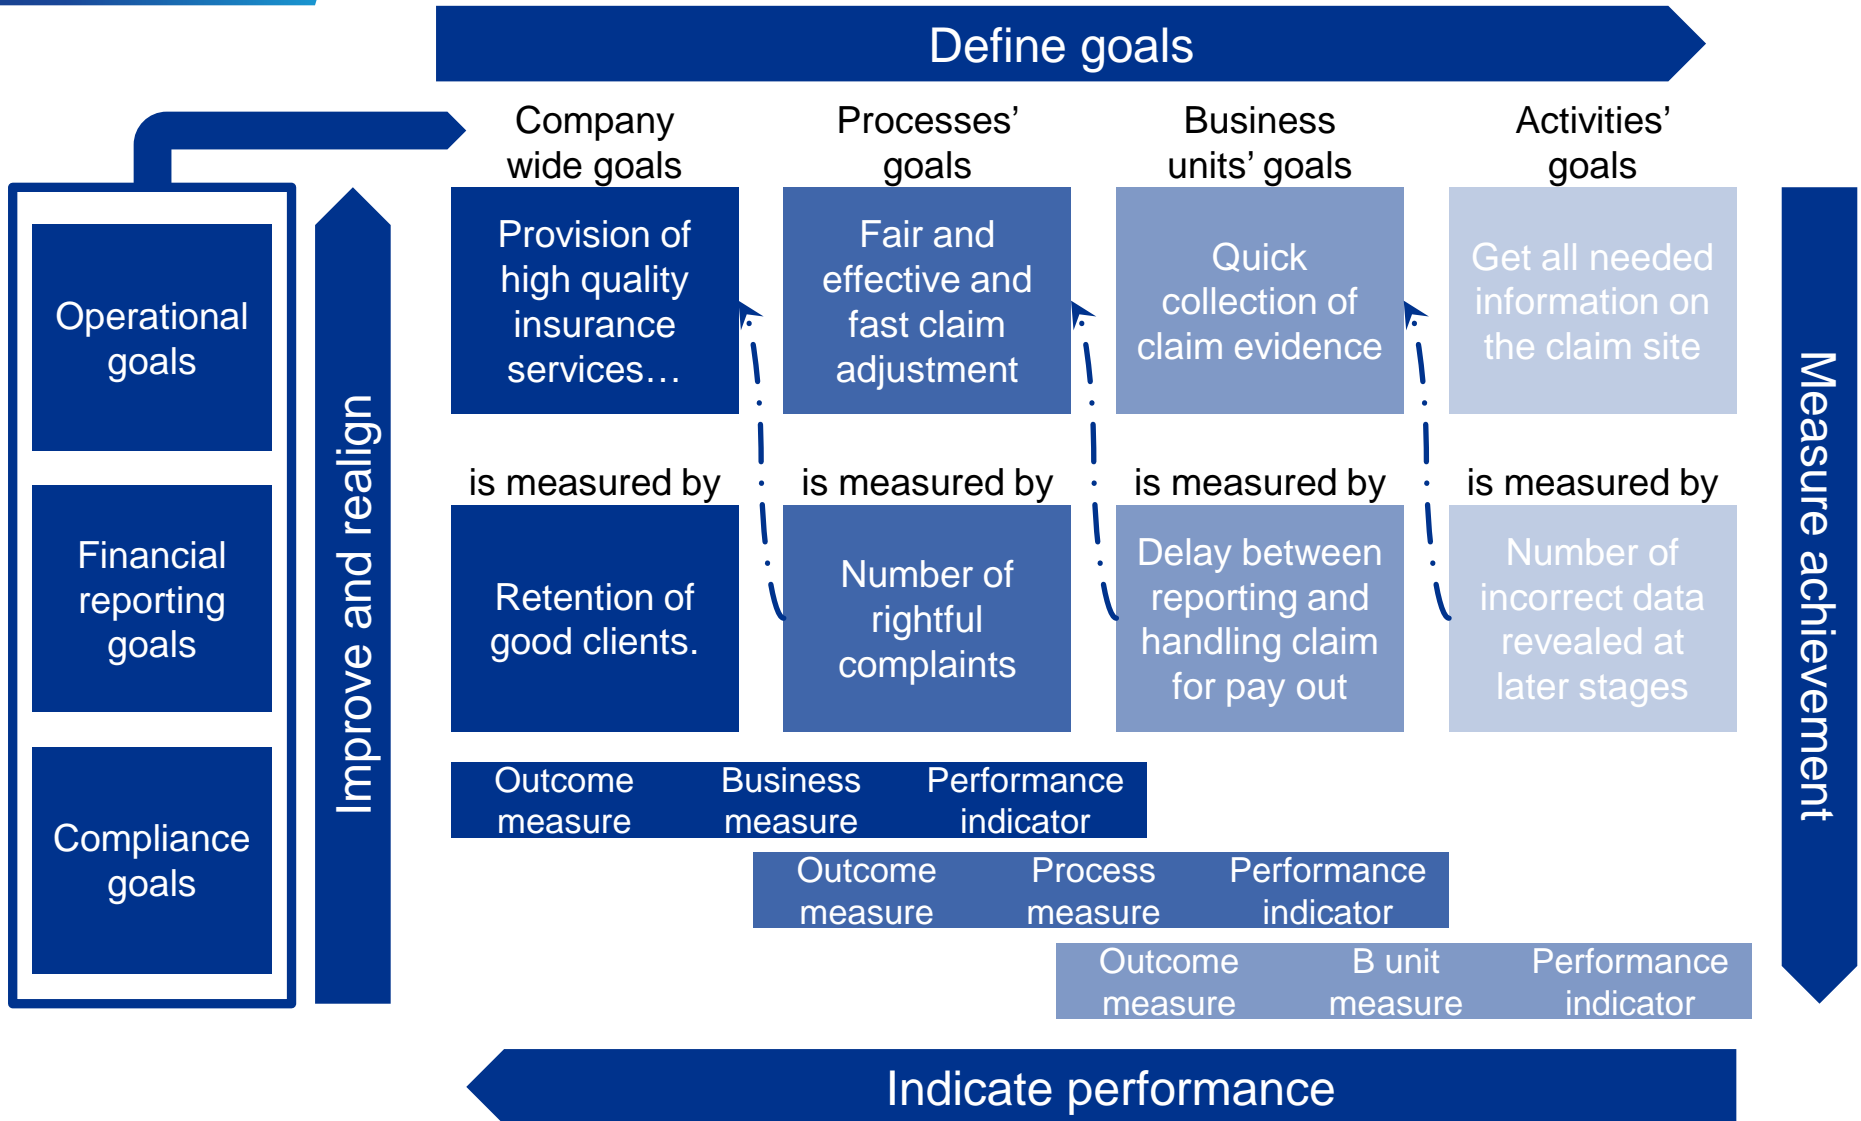 Define goals
Company
wide goals
Processes’
goals
Business
units’ goals
Activities’
goals
Operational
goals
Financial
reporting
goals
Compliance
goals
Improve and realign
Provision of
high quality
insurance
services…
Fair and
effective and
fast claim
adjustment
Quick
collection of
claim evidence
Get all needed
information on
the claim site
is measured by
is measured by
is measured by
is measured by
Retention of
good clients.
Number of
rightful
complaints
Delay between
reporting and
handling claim
for pay out
Number of
incorrect data
revealed at
later stages
Measure achievement
Outcome
measure
Business
measure
Performance
indicator
Outcome
measure
Process
measure
Performance
indicator
Outcome
measure
B unit
measure
Performance
indicator
Indicate performance